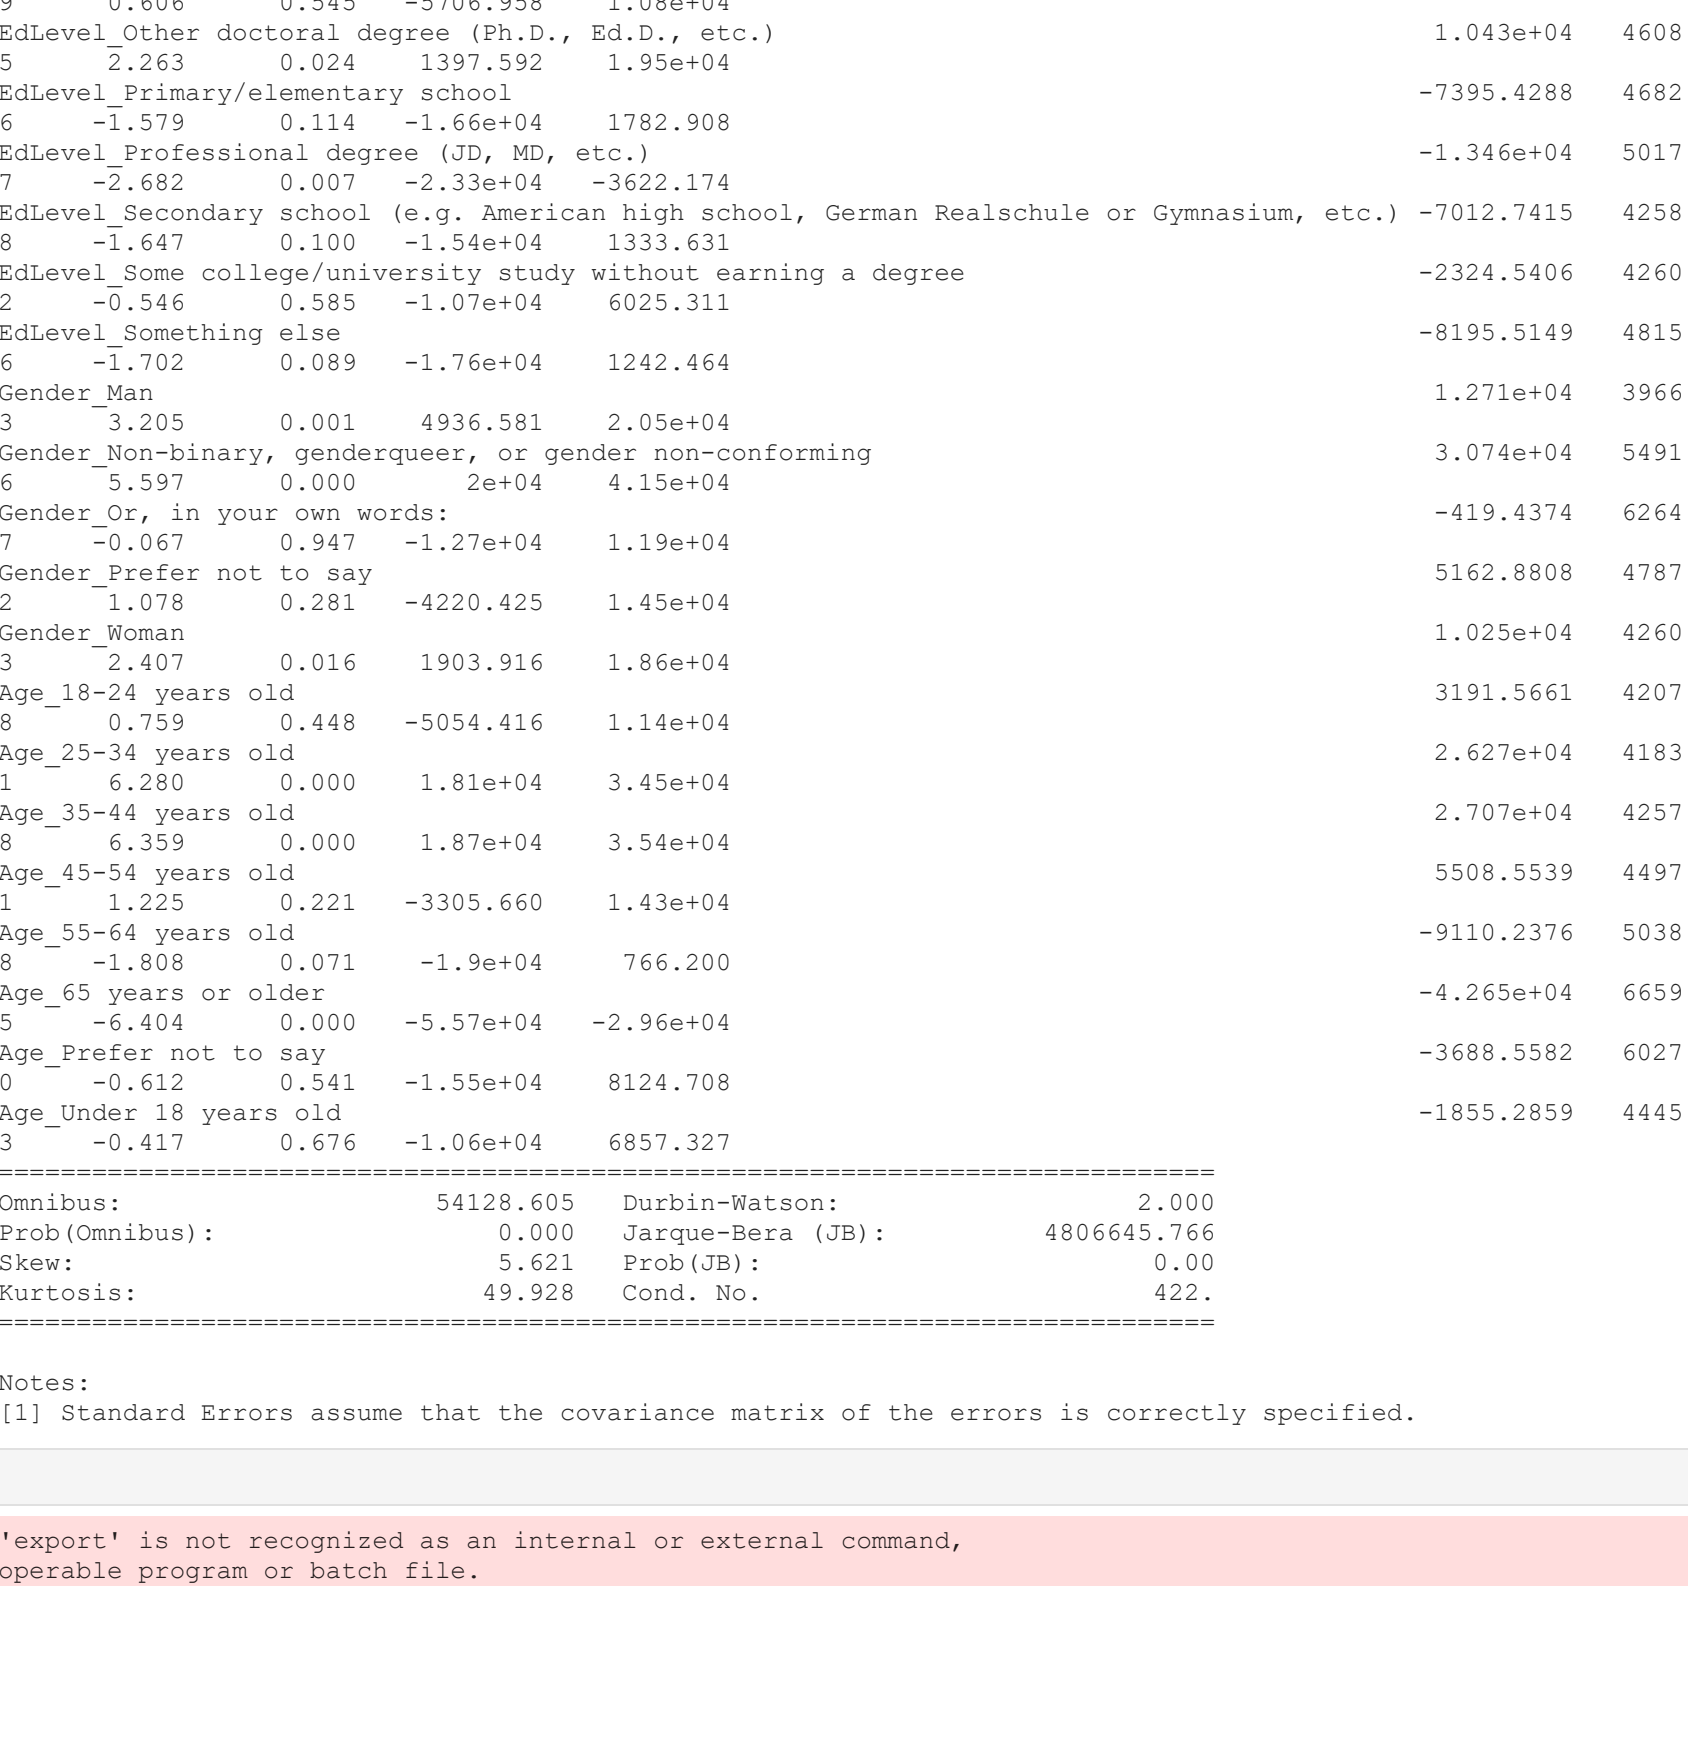 9 0.606 0.545 -5706.958 1.08e+04
EdLevel_Other doctoral degree (Ph.D., Ed.D., etc.) 1.043e+04 4608
5 2.263 0.024 1397.592 1.95e+04
EdLevel_Primary/elementary school -7395.4288 4682
6 -1.579 0.114 -1.66e+04 1782.908
EdLevel_Professional degree (JD, MD, etc.) -1.346e+04 5017
7 -2.682 0.007 -2.33e+04 -3622.174
EdLevel_Secondary school (e.g. American high school, German Realschule or Gymnasium, etc.) -7012.7415 4258
8 -1.647 0.100 -1.54e+04 1333.631
EdLevel_Some college/university study without earning a degree -2324.5406 4260
2 -0.546 0.585 -1.07e+04 6025.311
EdLevel_Something else -8195.5149 4815
6 -1.702 0.089 -1.76e+04 1242.464
Gender_Man 1.271e+04 3966
3 3.205 0.001 4936.581 2.05e+04
Gender_Non-binary, genderqueer, or gender non-conforming 3.074e+04 5491
6 5.597 0.000 2e+04 4.15e+04
Gender_Or, in your own words: -419.4374 6264
7 -0.067 0.947 -1.27e+04 1.19e+04
Gender_Prefer not to say 5162.8808 4787
2 1.078 0.281 -4220.425 1.45e+04
Gender_Woman 1.025e+04 4260
3 2.407 0.016 1903.916 1.86e+04
Age_18-24 years old 3191.5661 4207
8 0.759 0.448 -5054.416 1.14e+04
Age_25-34 years old 2.627e+04 4183
1 6.280 0.000 1.81e+04 3.45e+04
Age_35-44 years old 2.707e+04 4257
8 6.359 0.000 1.87e+04 3.54e+04
Age_45-54 years old 5508.5539 4497
1 1.225 0.221 -3305.660 1.43e+04
Age_55-64 years old -9110.2376 5038
8 -1.808 0.071 -1.9e+04 766.200
Age_65 years or older -4.265e+04 6659
5 -6.404 0.000 -5.57e+04 -2.96e+04
Age_Prefer not to say -3688.5582 6027
0 -0.612 0.541 -1.55e+04 8124.708
Age_Under 18 years old -1855.2859 4445
3 -0.417 0.676 -1.06e+04 6857.327
==============================================================================
Omnibus: 54128.605 Durbin-Watson: 2.000
Prob(Omnibus): 0.000 Jarque-Bera (JB): 4806645.766
Skew: 5.621 Prob(JB): 0.00
Kurtosis: 49.928 Cond. No. 422.
==============================================================================
Notes:
[1] Standard Errors assume that the covariance matrix of the errors is correctly specified.
'export' is not recognized as an internal or external command,
operable program or batch file.